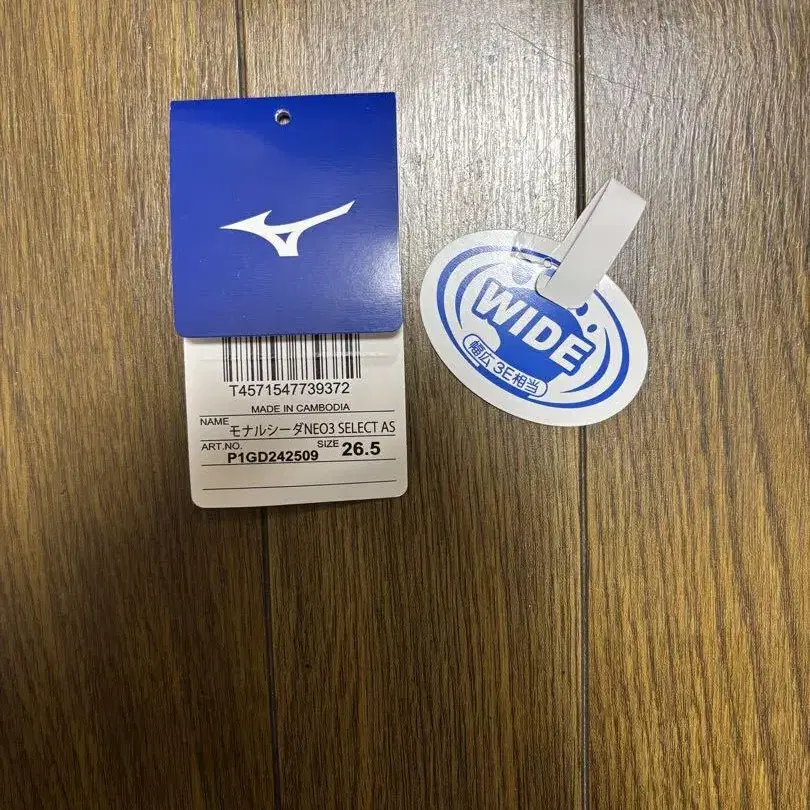 T4571547739372
MADE IN CAMBODIA
NAME モナルシーダNEO3 SELECT AS
ART.NO. P1GD242509 SIZE 26.5
WIDE
幅広 3E相当